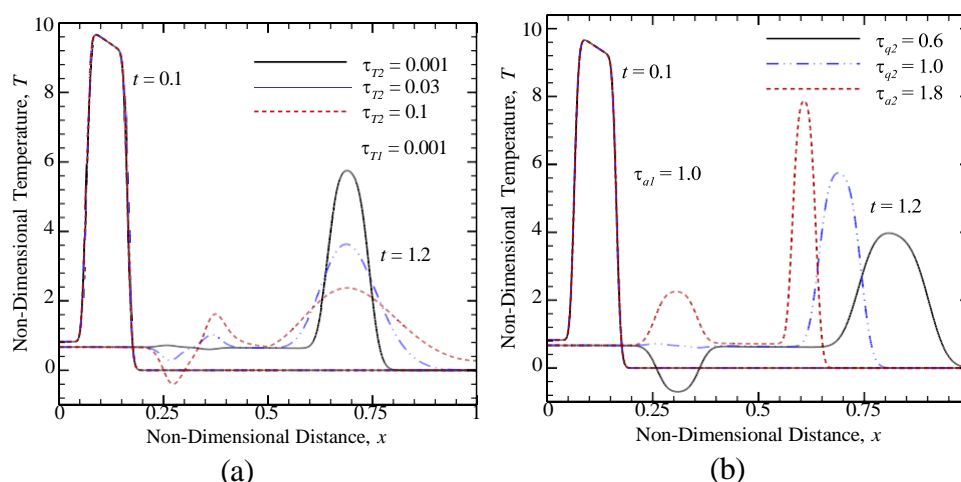 10
8
6
4
2
0
Non-Dimensional Temperature, T
t = 0.1
τT2 = 0.001
τT2 = 0.03
τT2 = 0.1
τT1 = 0.001
t = 1.2
0 0.25 0.5 0.75 1
Non-Dimensional Distance, x
(a)
10
8
6
4
2
0
Non-Dimensional Temperature, T
t = 0.1
τq2 = 0.6
τq2 = 1.0
τa2 = 1.8
τa1 = 1.0
t = 1.2
0 0.25 0.5 0.75
Non-Dimensional Distance, x
(b)